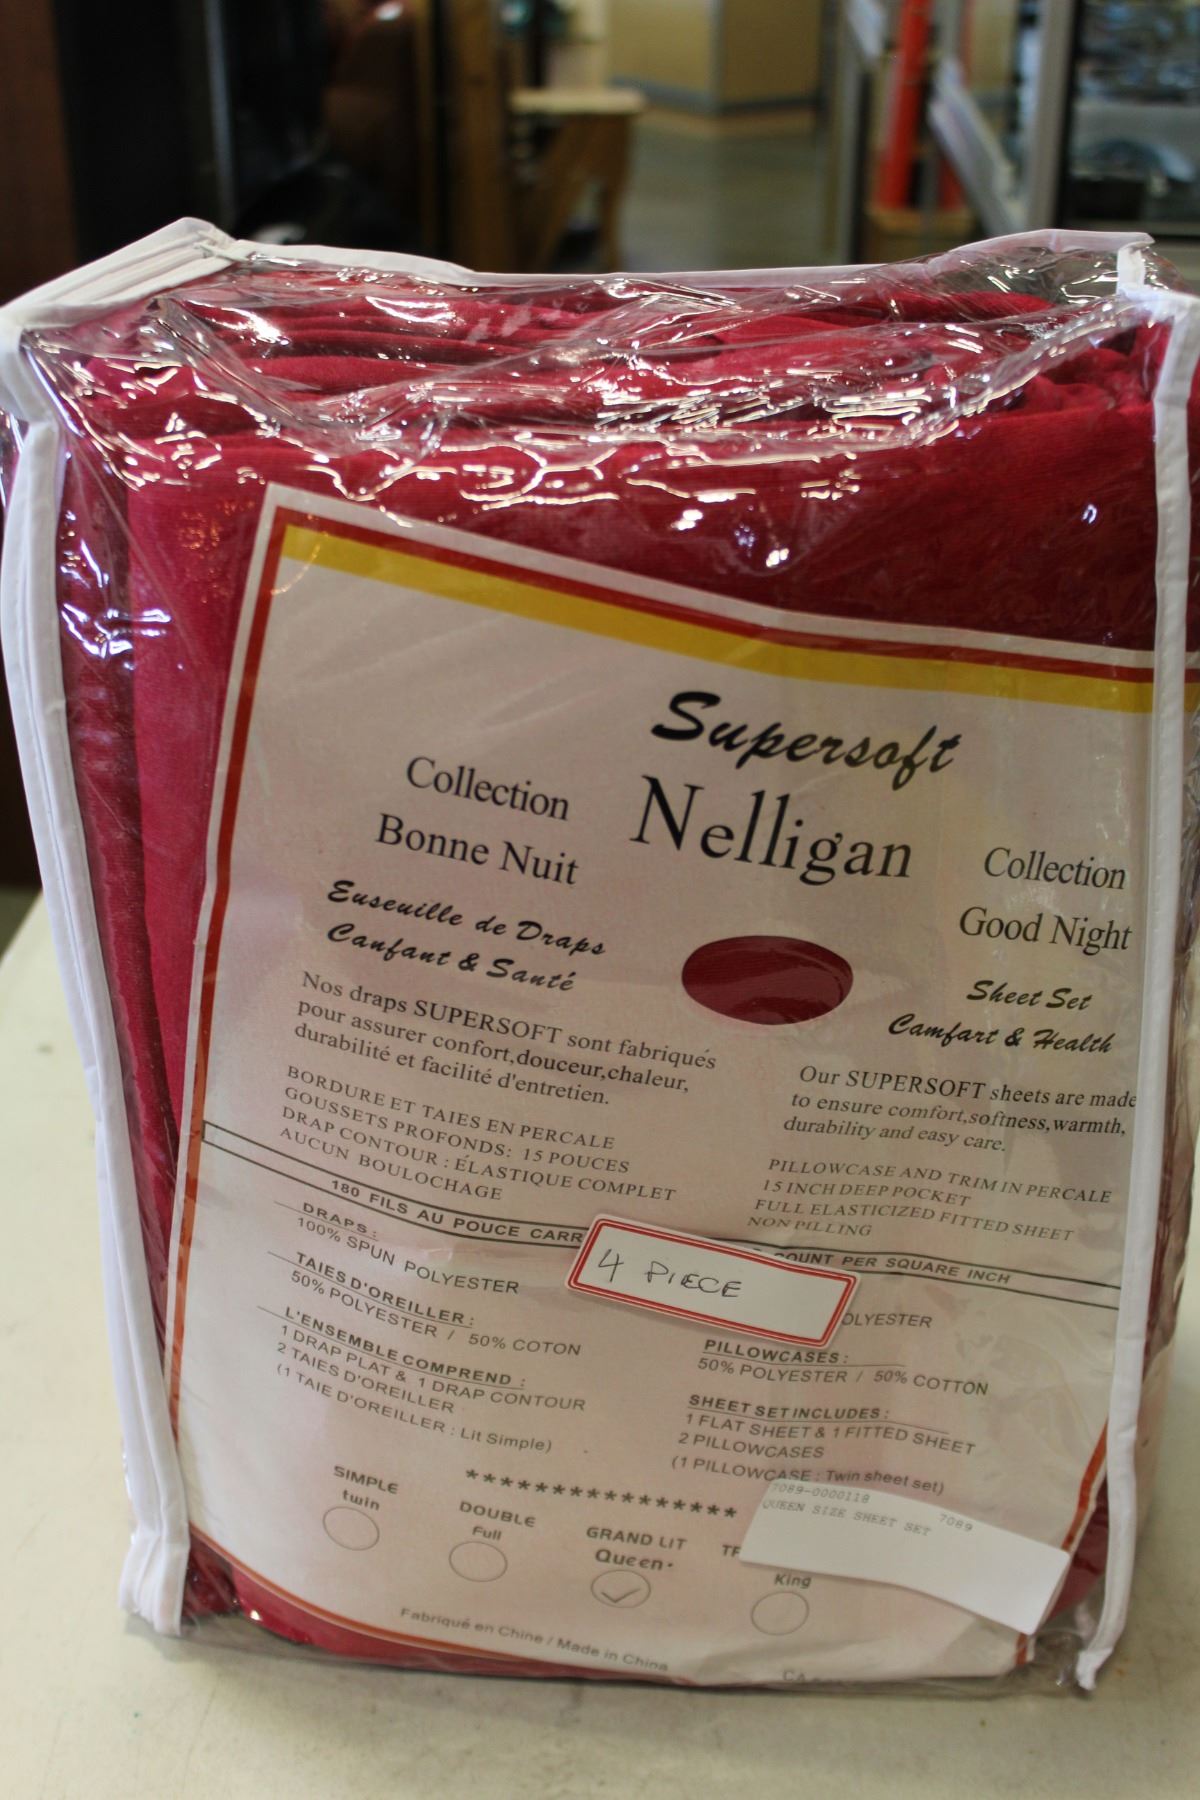 Supersoft
Nelligan
Collection
Bonne Nuit
Euseuille de Draps
Canfant & Santé
Nos draps SUPERSOFT sont fabriqués
pour assurer confort,douceur,chaleur,
durabilité et facilité d'entretien.
BORDURE ET TAIES EN PERCALE
GOUSSETS PROFONDS: 15 POUCES
DRAP CONTOUR : ÉLASTIQUE COMPLET
AUCUN BOULOCHAGE
Collection
Good Night
Sheet Set
Camfart & Health
Our SUPERSOFT sheets are made
to ensure comfort,softness,warmth,
durability and easy care.
PILLOWCASE AND TRIM IN PERCALE
15 INCH DEEP POCKET
FULL ELASTICIZED FITTED SHEET
NON PILLING
180 FILS AU POUCE CARR
COUNT PER SQUARE INCH
4 PIECE
DRAPS :
100% SPUN POLYESTER
TAIES D'OREILLER :
50% POLYESTER / 50% COTON
L'ENSEMBLE COMPREND :
1 DRAP PLAT & 1 DRAP CONTOUR
2 TAIES D'OREILLER
(1 TAIE D'OREILLER : Lit Simple)
OLYESTER
PILLOWCASES :
50% POLYESTER / 50% COTTON
SHEET SET INCLUDES :
1 FLAT SHEET & 1 FITTED SHEET
2 PILLOWCASES
(1 PILLOWCASE : Twin sheet set)
***************
7089-0000118 7089
QUEEN SIZE SHEET SET
SIMPLE
twin
DOUBLE
Full
GRAND LIT
Queen.
King
Fabriqué en Chine / Made in China
CA